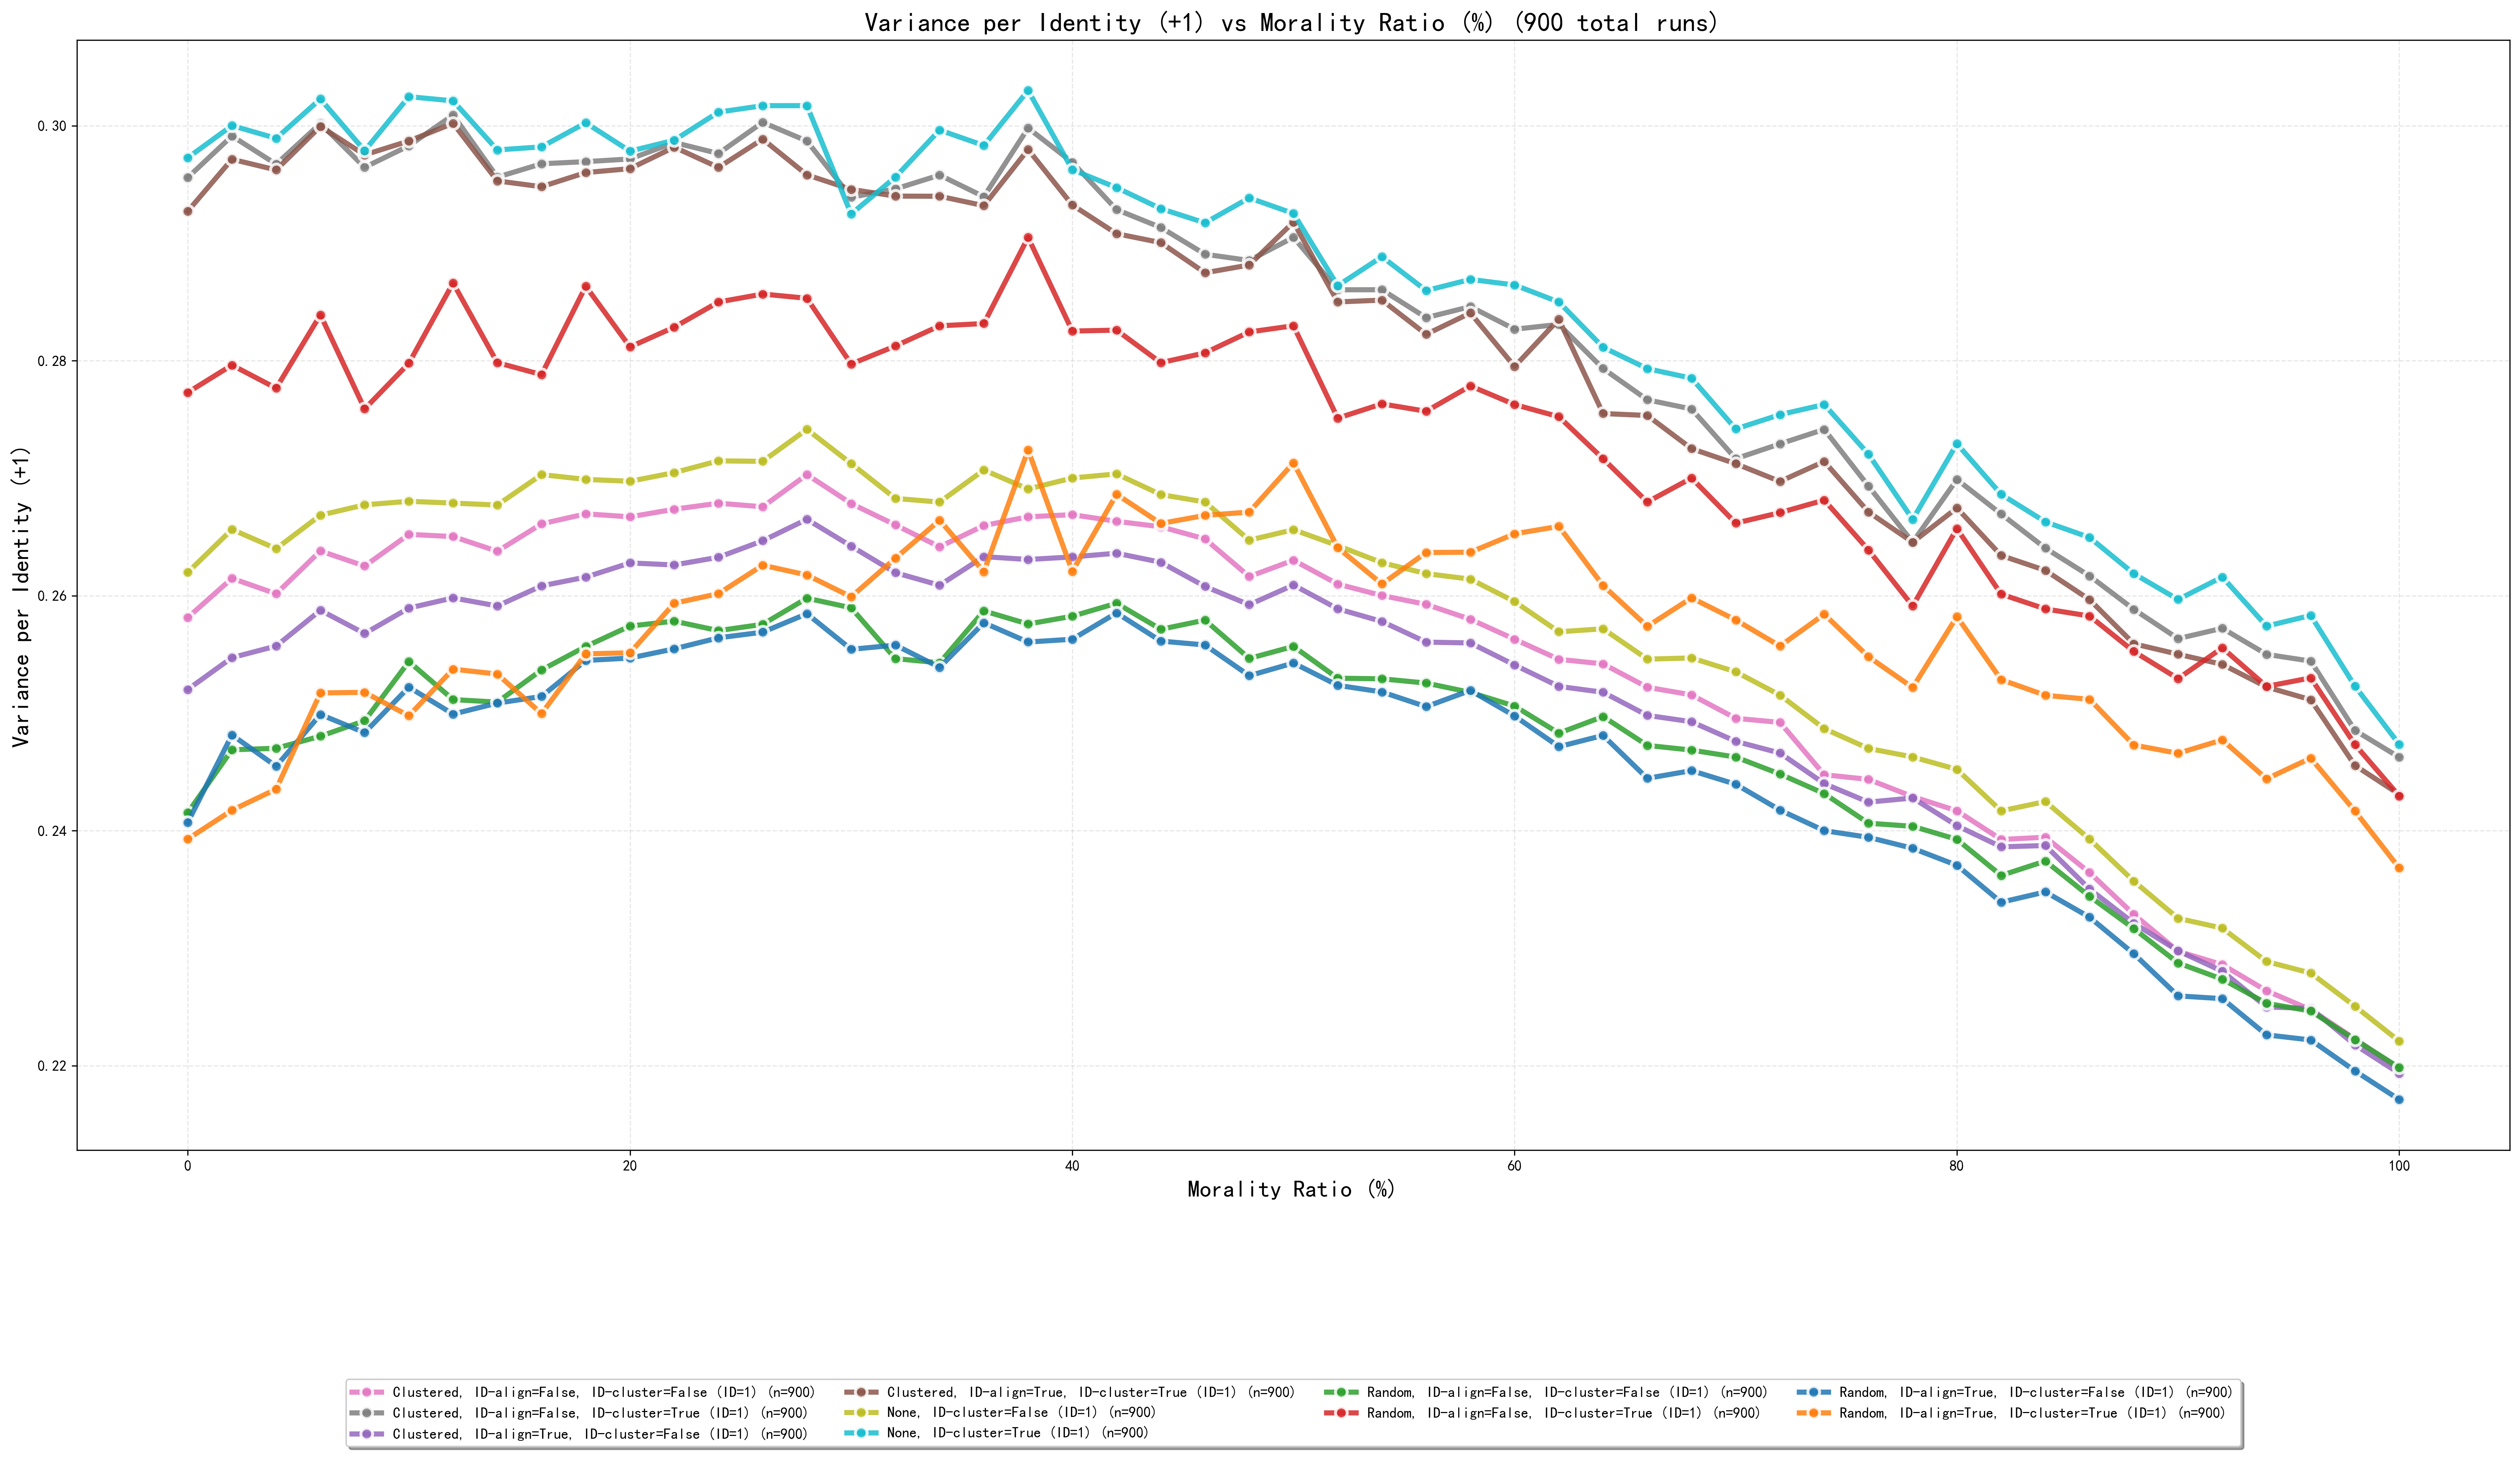 Variance per Identity (+1) vs Morality Ratio (%) (900 total runs)
Variance per Identity (+1)
0.30
0.28
0.26
0.24
0.22
0
20
40
60
80
100
Morality Ratio (%)
Clustered, ID-align=False, ID-cluster=False (ID=1) (n=900)
Clustered, ID-align=False, ID-cluster=True (ID=1) (n=900)
Clustered, ID-align=True, ID-cluster=False (ID=1) (n=900)
Clustered, ID-align=True, ID-cluster=True (ID=1) (n=900)
None, ID-cluster=False (ID=1) (n=900)
None, ID-cluster=True (ID=1) (n=900)
Random, ID-align=False, ID-cluster=False (ID=1) (n=900)
Random, ID-align=False, ID-cluster=True (ID=1) (n=900)
Random, ID-align=True, ID-cluster=False (ID=1) (n=900)
Random, ID-align=True, ID-cluster=True (ID=1) (n=900)